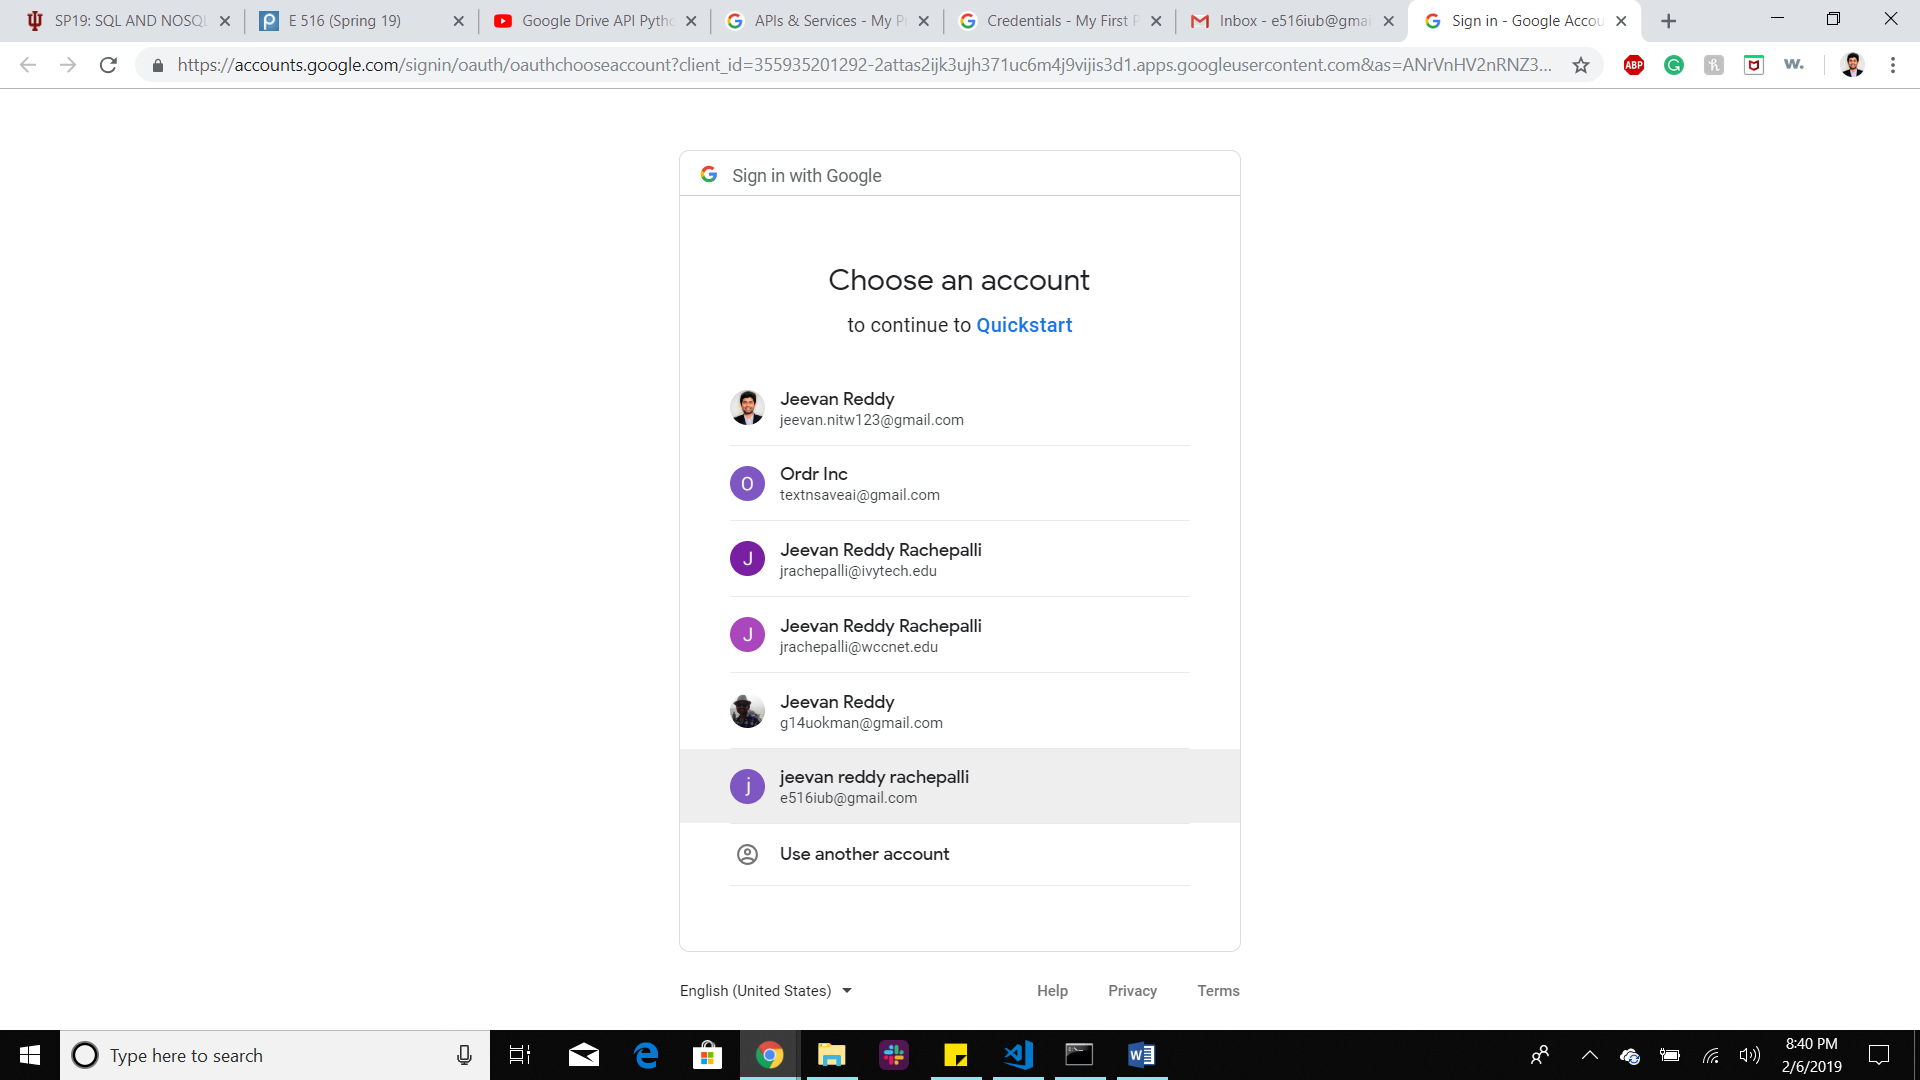 SP19: SQL AND NOSQL
E 516 (Spring 19)
Google Drive API Pytho
APIs & Services - My P
Credentials - My First P
Inbox - e516iub@gmai
Sign in - Google Accou
https://accounts.google.com/signin/oauth/oauthchooseaccount?client_id=355935201292-2attas2ijk3ujh371uc6m4j9vijis3d1.apps.googleusercontent.com&as=ANrVnHV2nRNZ3...
ABP
w.
Sign in with Google
Choose an account
to continue to Quickstart
Jeevan Reddy
jeevan.nitw123@gmail.com
O
Ordr Inc
textnsaveai@gmail.com
J
Jeevan Reddy Rachepalli
jrachepalli@ivytech.edu
J
Jeevan Reddy Rachepalli
jrachepalli@wccnet.edu
Jeevan Reddy
g14uokman@gmail.com
j
jeevan reddy rachepalli
e516iub@gmail.com
Use another account
English (United States)
Help
Privacy
Terms
Type here to search
8:40 PM
2/6/2019